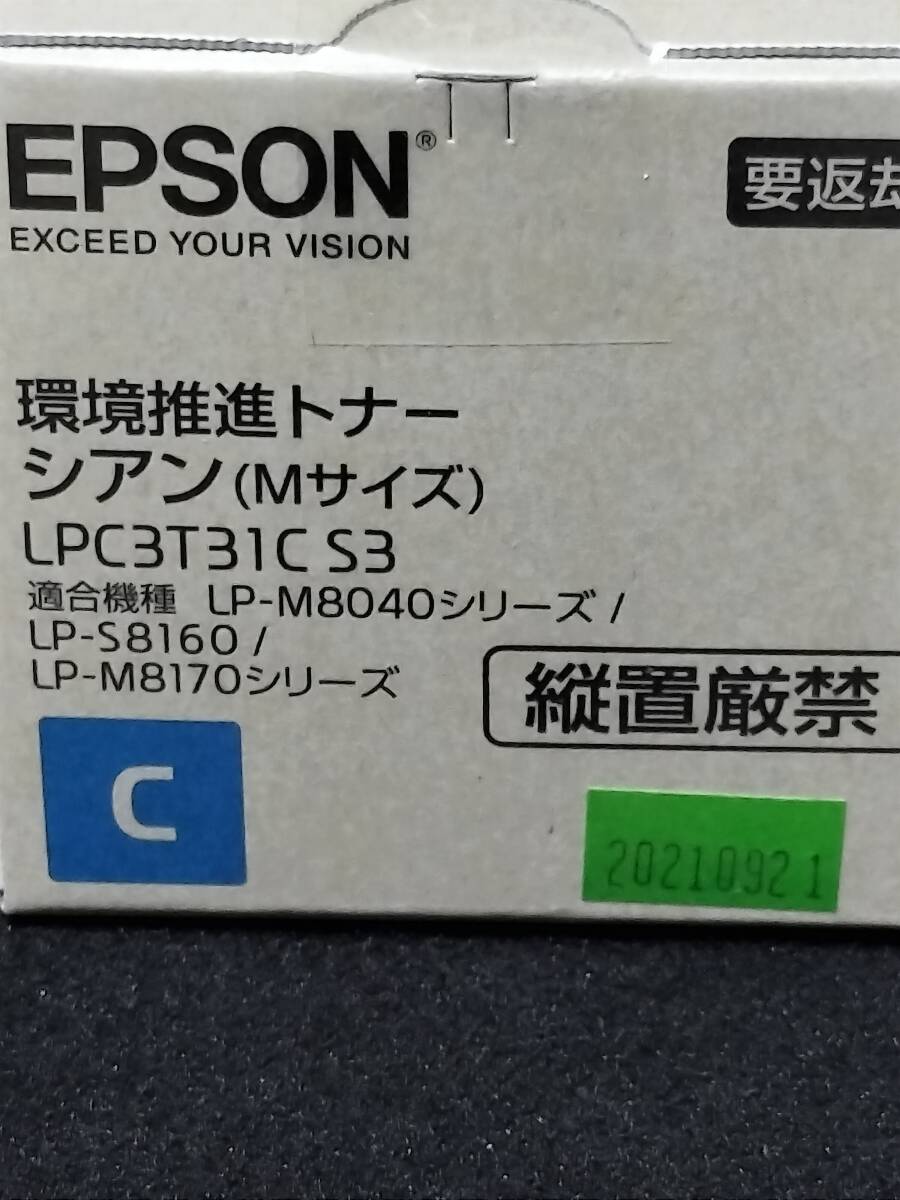 EPSON®
EXCEED YOUR VISION
要返却
環境推進トナー
シアン(Mサイズ)
LPC3T31C S3
適合機種 LP-M8040シリーズ /
LP-S8160 /
LP-M8170シリーズ
縦置厳禁
C
20210921